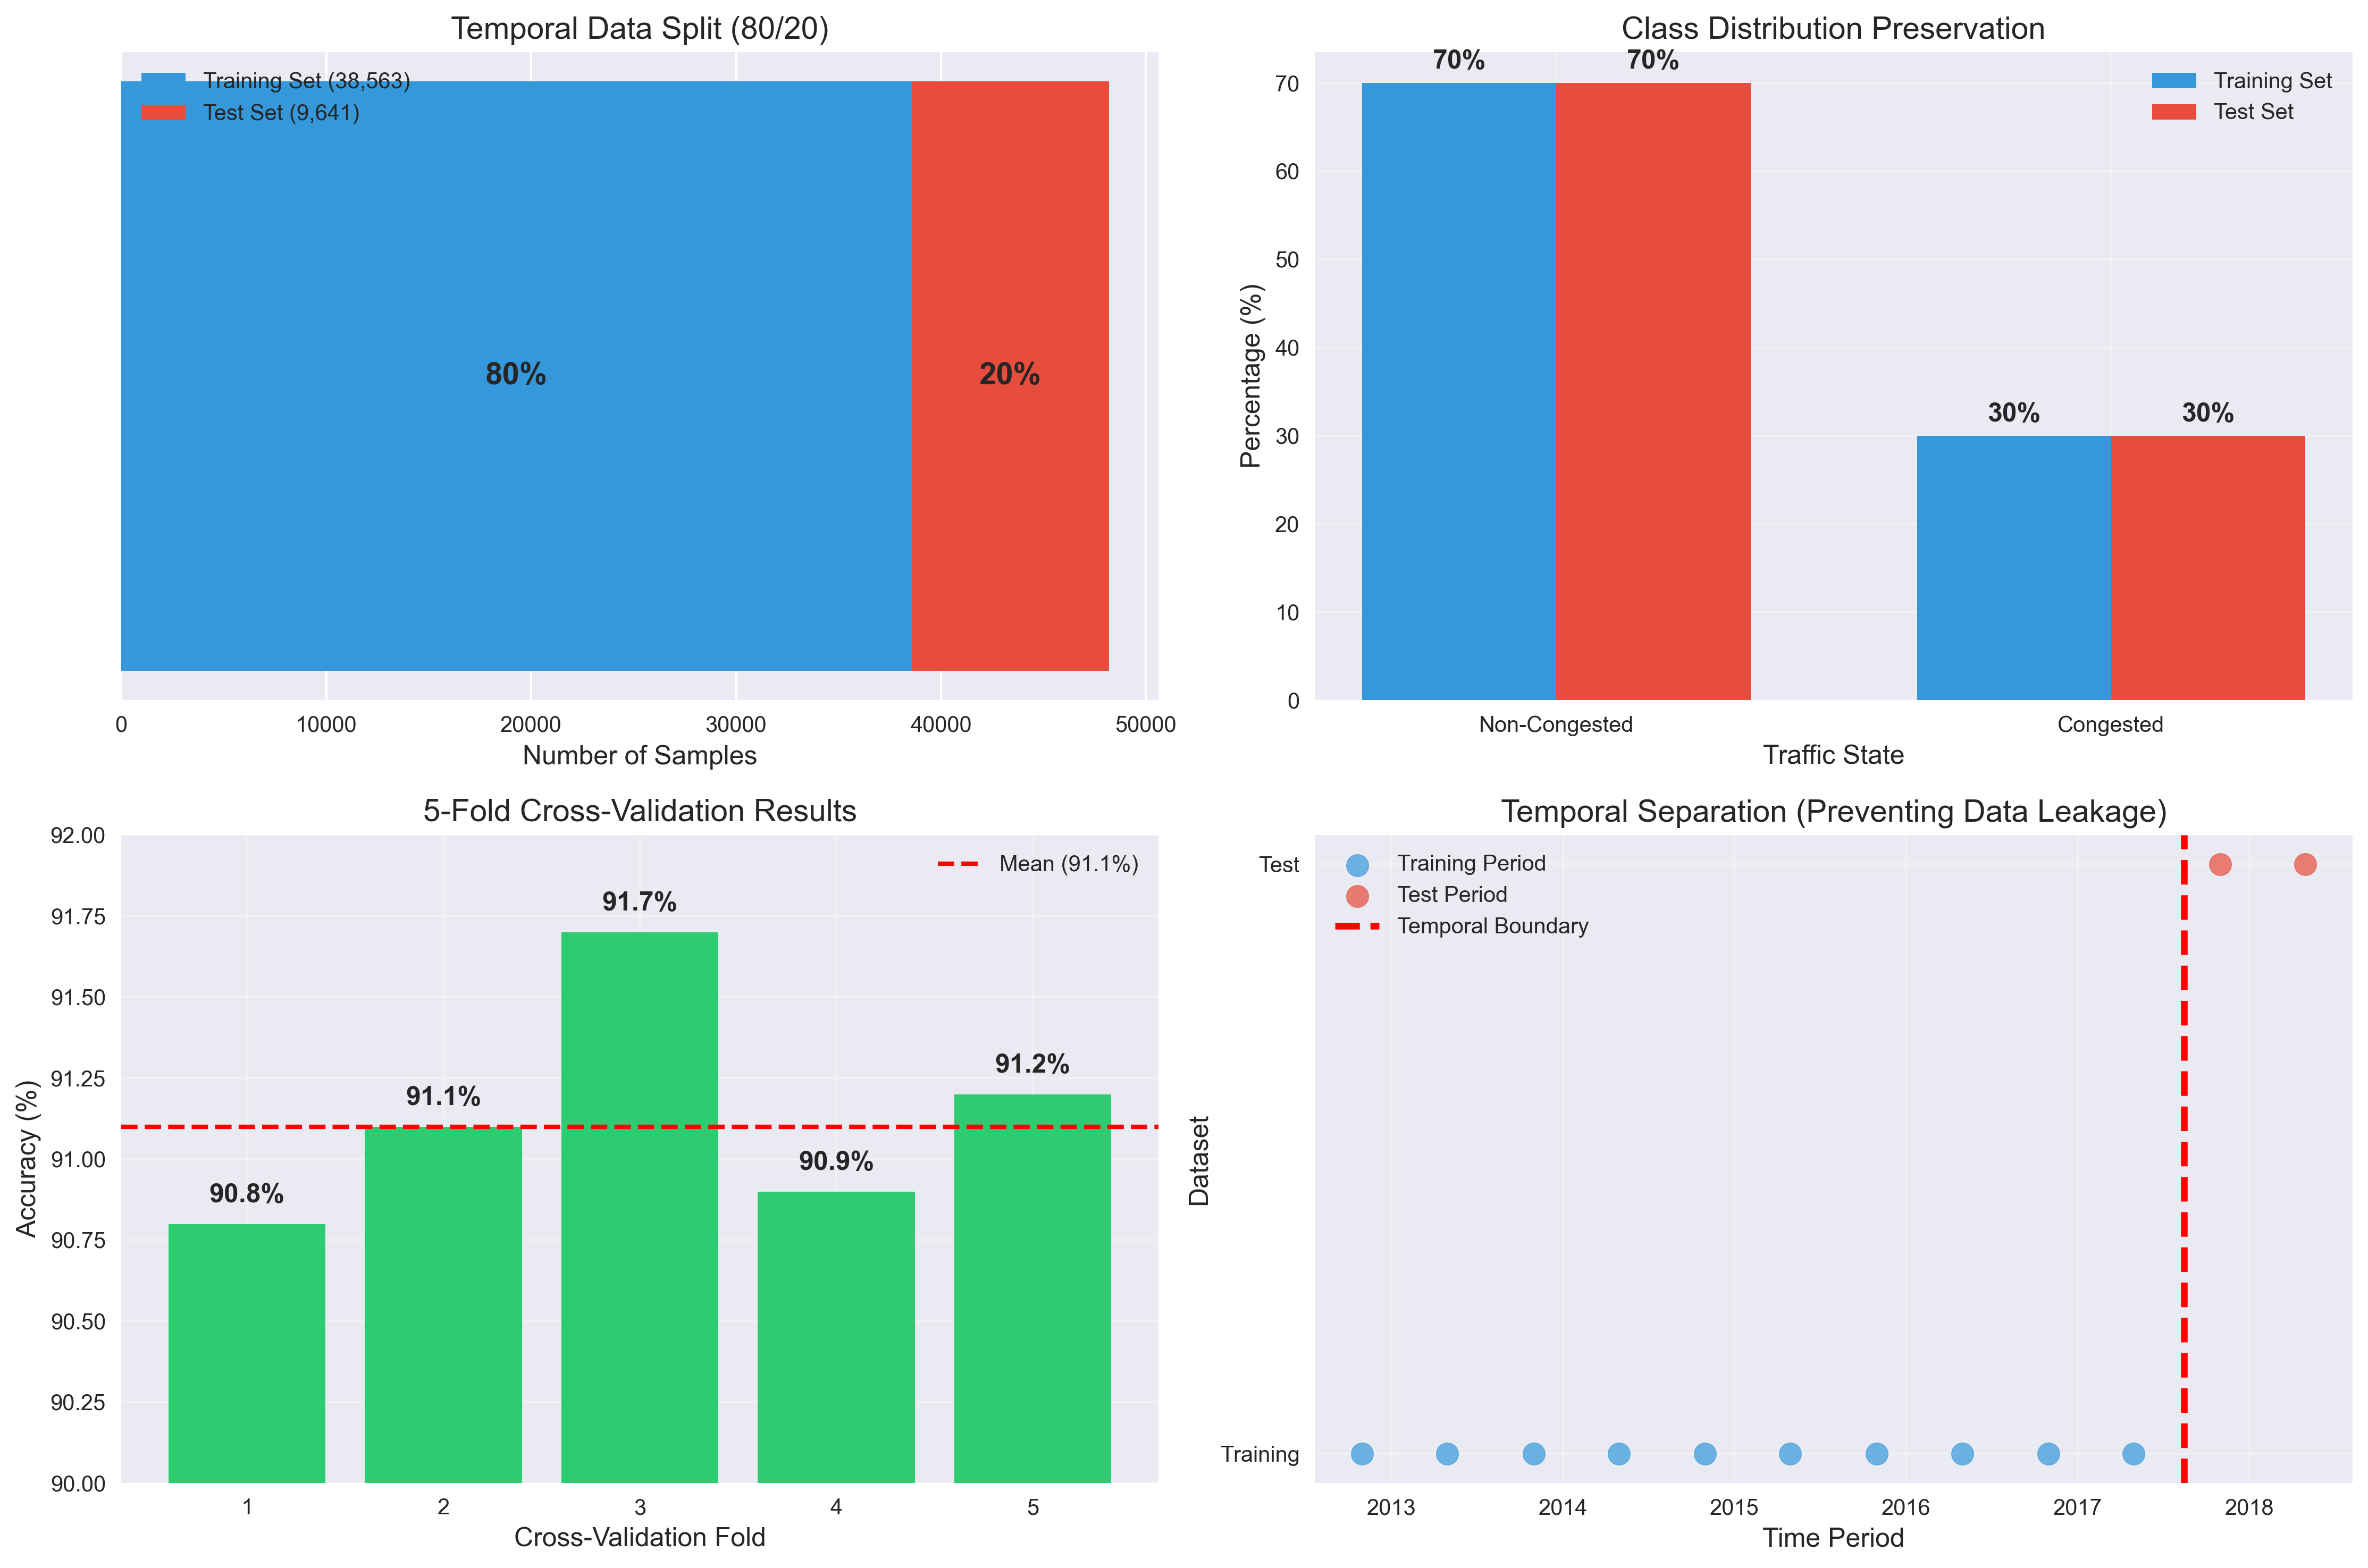 Temporal Data Split (80/20)
Training Set (38,563)
Test Set (9,641)
80%
20%
0
10000
20000
30000
40000
50000
Number of Samples
Class Distribution Preservation
70%
70%
Training Set
Test Set
30%
30%
Percentage (%)
70
60
50
40
30
20
10
0
Non-Congested
Congested
Traffic State
5-Fold Cross-Validation Results
Mean (91.1%)
90.8%
91.1%
91.7%
90.9%
91.2%
Accuracy (%)
92.00
91.75
91.50
91.25
91.00
90.75
90.50
90.25
90.00
1
2
3
4
5
Cross-Validation Fold
Temporal Separation (Preventing Data Leakage)
Training Period
Test Period
Temporal Boundary
Dataset
Test
Training
2013
2014
2015
2016
2017
2018
Time Period